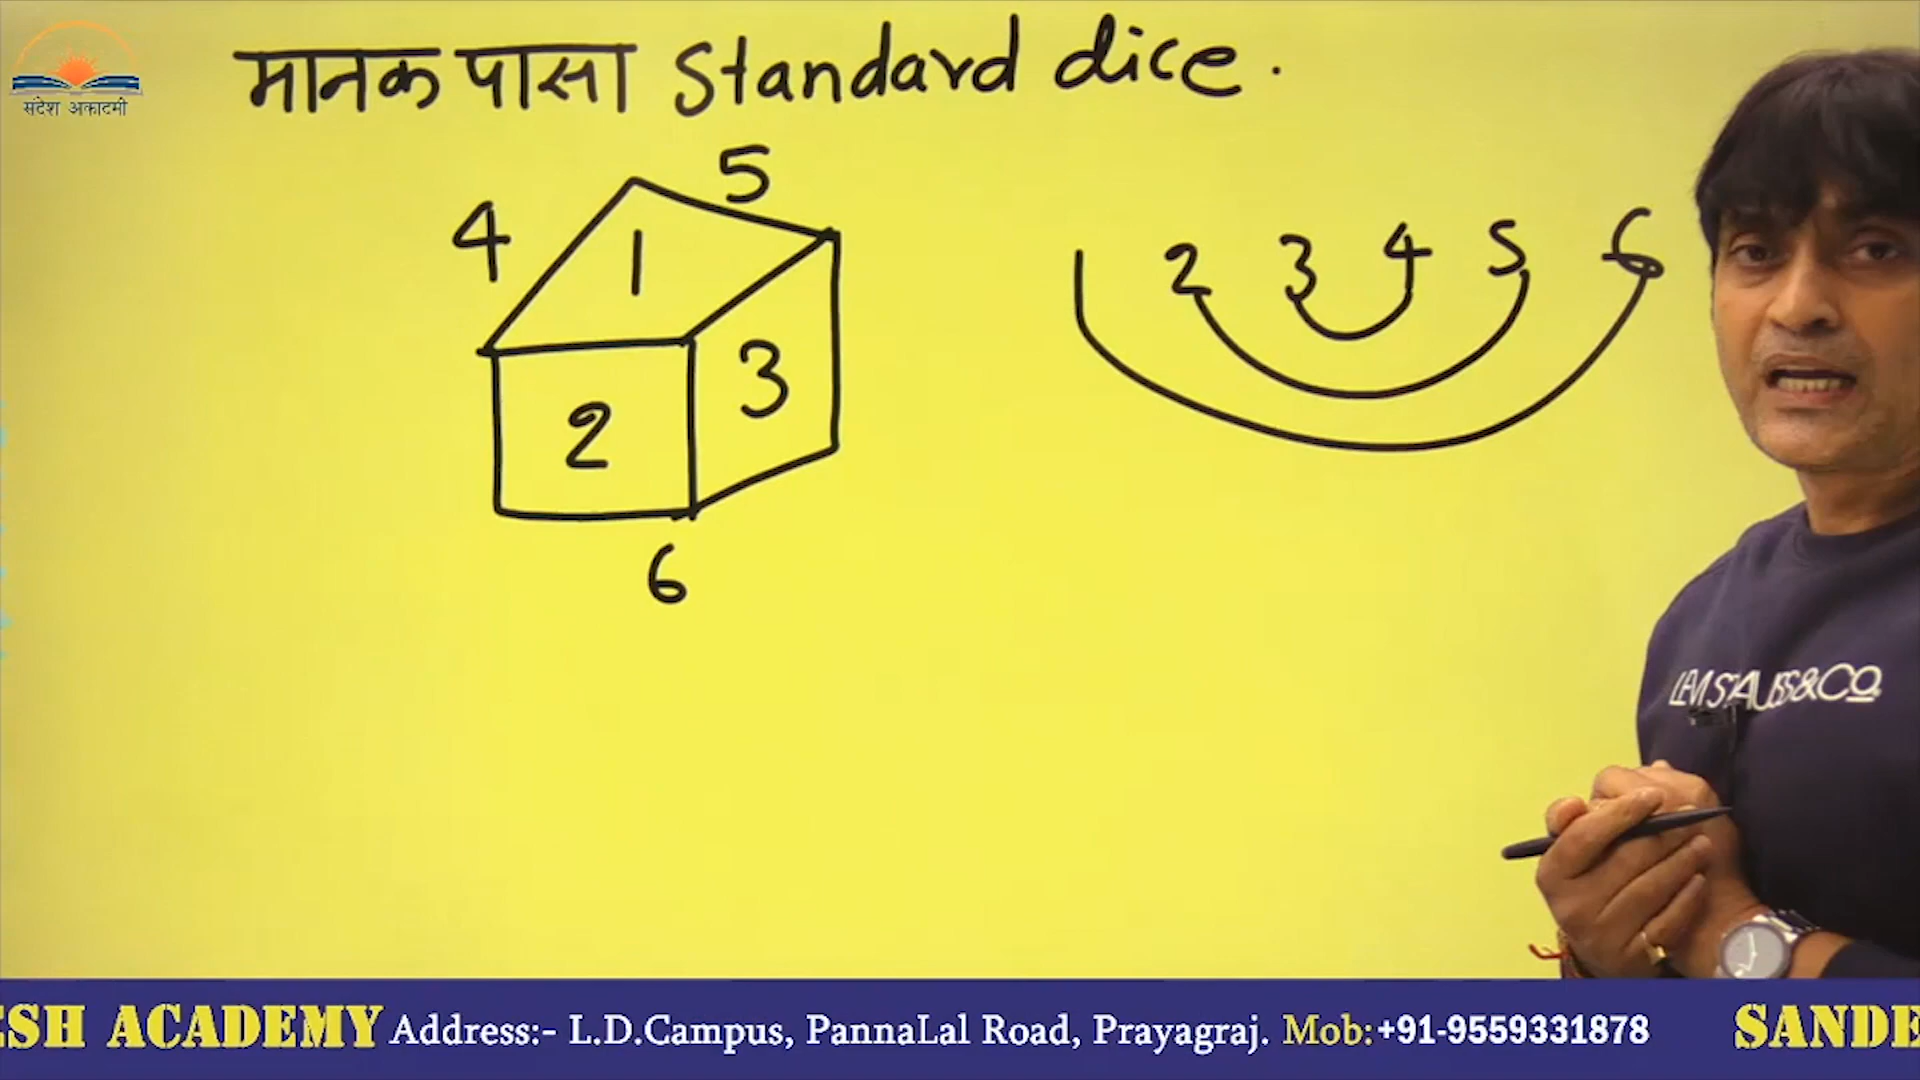 संदेश अकादमी
मानक पासा Standard dice.
5
4
1
2
3
6
1 2 3 4 5 6
LEVI STRAUSS & CO.
ESH ACADEMY Address:- L.D.Campus, PannaLal Road, Prayagraj. Mob:+91-9559331878 SANDE